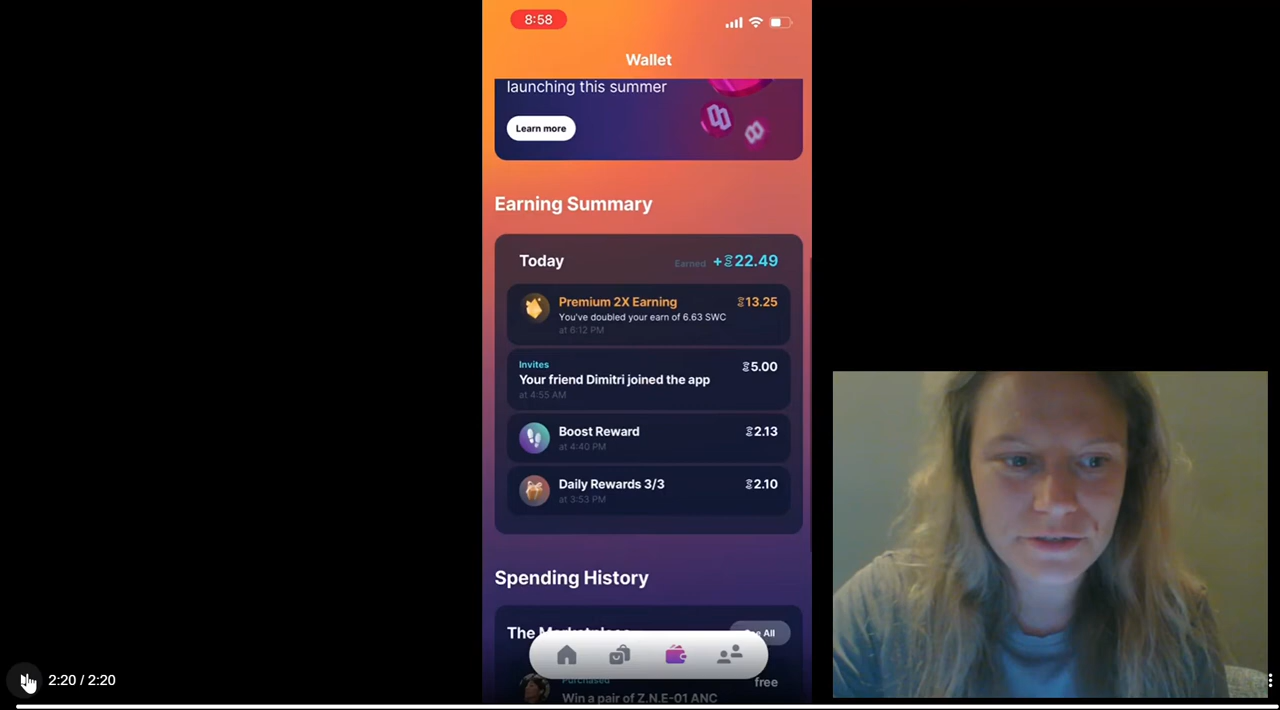 8:58
Wallet
launching this summer
Learn more
Earning Summary
Today Earned +22.49
Premium 2X Earning 13.25
You've doubled your earn of 6.63 SWC
at 6:12 PM
Invites
Your friend Dimitri joined the app 5.00
at 4:55 AM
Boost Reward 2.13
at 4:40 PM
Daily Rewards 3/3 2.10
at 3:53 PM
Spending History
The All
Purchased
Win a pair of Z.N.E-01 ANC free
2:20 / 2:20